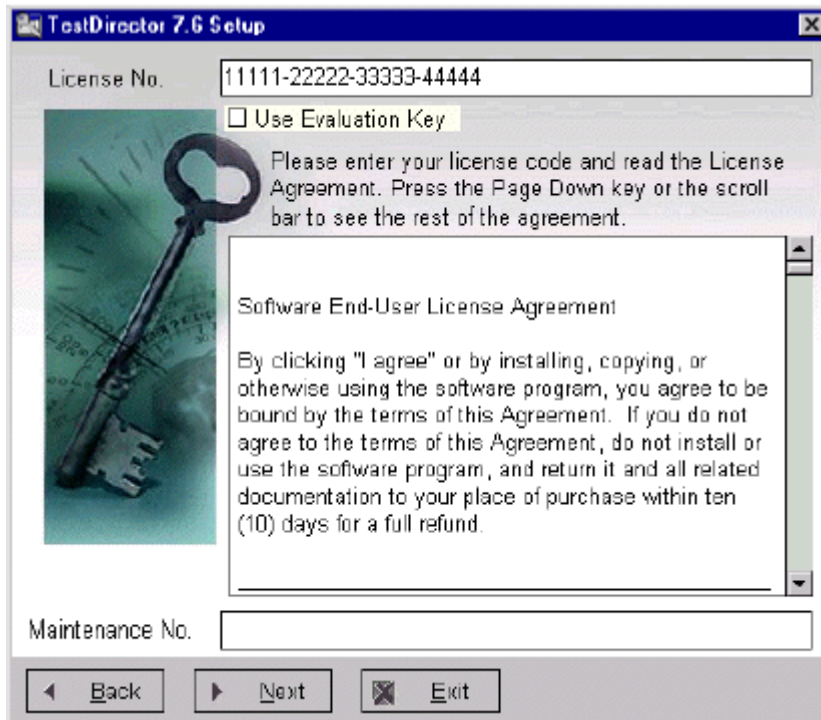 TestDirector 7.6 Setup
License No.
11111-22222-33333-44444
Use Evaluation Key
Please enter your license code and read the License
Agreement. Press the Page Down key or the scroll
bar to see the rest of the agreement.
Software End-User License Agreement
By clicking "I agree" or by installing, copying, or
otherwise using the software program, you agree to be
bound by the terms of this Agreement. If you do not
agree to the terms of this Agreement, do not install or
use the software program, and return it and all related
documentation to your place of purchase within ten
(10) days for a full refund.
Maintenance No.
Back
Next
Exit